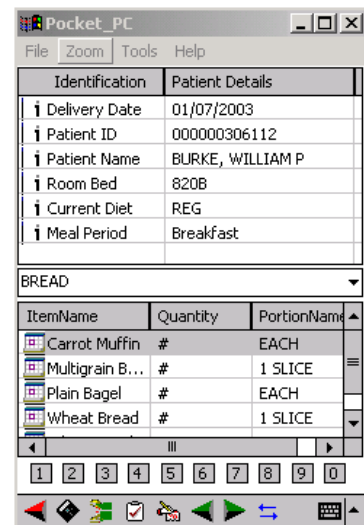 Pocket_PC
File Zoom Tools Help
Identification Patient Details
Delivery Date 01/07/2003
Patient ID 000000306112
Patient Name BURKE, WILLIAM P
Room Bed 820B
Current Diet REG
Meal Period Breakfast
BREAD
ItemName Quantity PortionName
Carrot Muffin # EACH
Multigrain B... # 1 SLICE
Plain Bagel # EACH
Wheat Bread # 1 SLICE
1 2 3 4 5 6 7 8 9 0